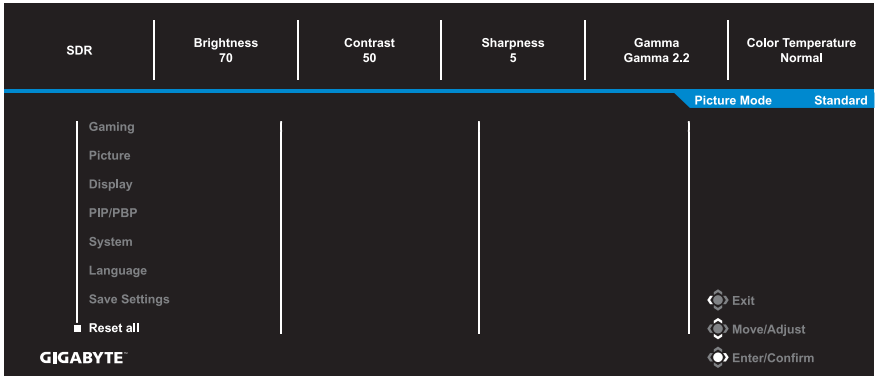 SDR
Brightness
70
Contrast
50
Sharpness
5
Gamma
Gamma 2.2
Color Temperature
Normal
Picture Mode Standard
Gaming
Picture
Display
PIP/PBP
System
Language
Save Settings
Reset all
Exit
Move/Adjust
Enter/Confirm
GIGABYTE™